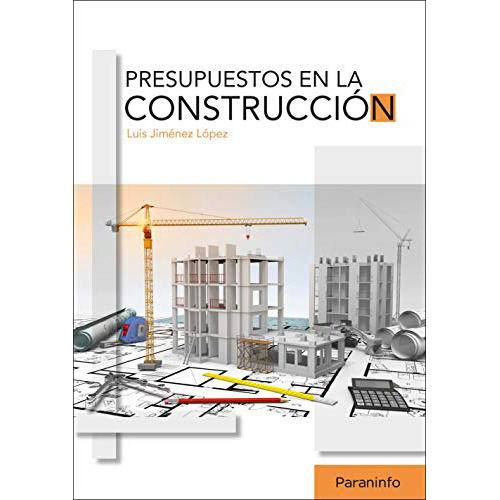 PRESUPUESTOS EN LA
CONSTRUCCIÓN
Luis Jiménez López
Paraninfo